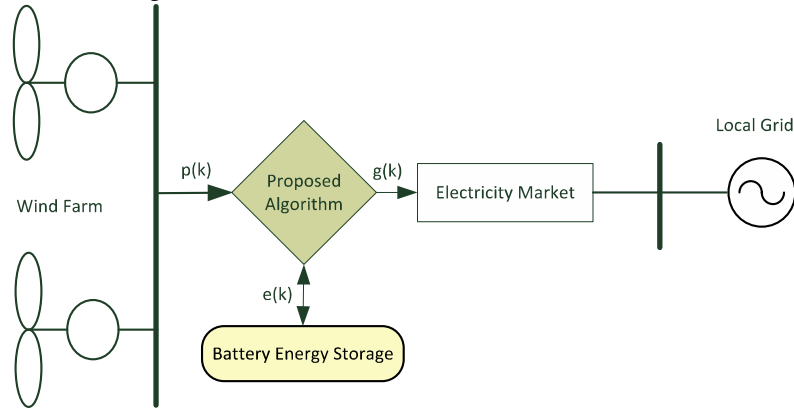 Local Grid
p(k)
g(k)
Proposed
Algorithm
Electricity Market
Wind Farm
e(k)
Battery Energy Storage